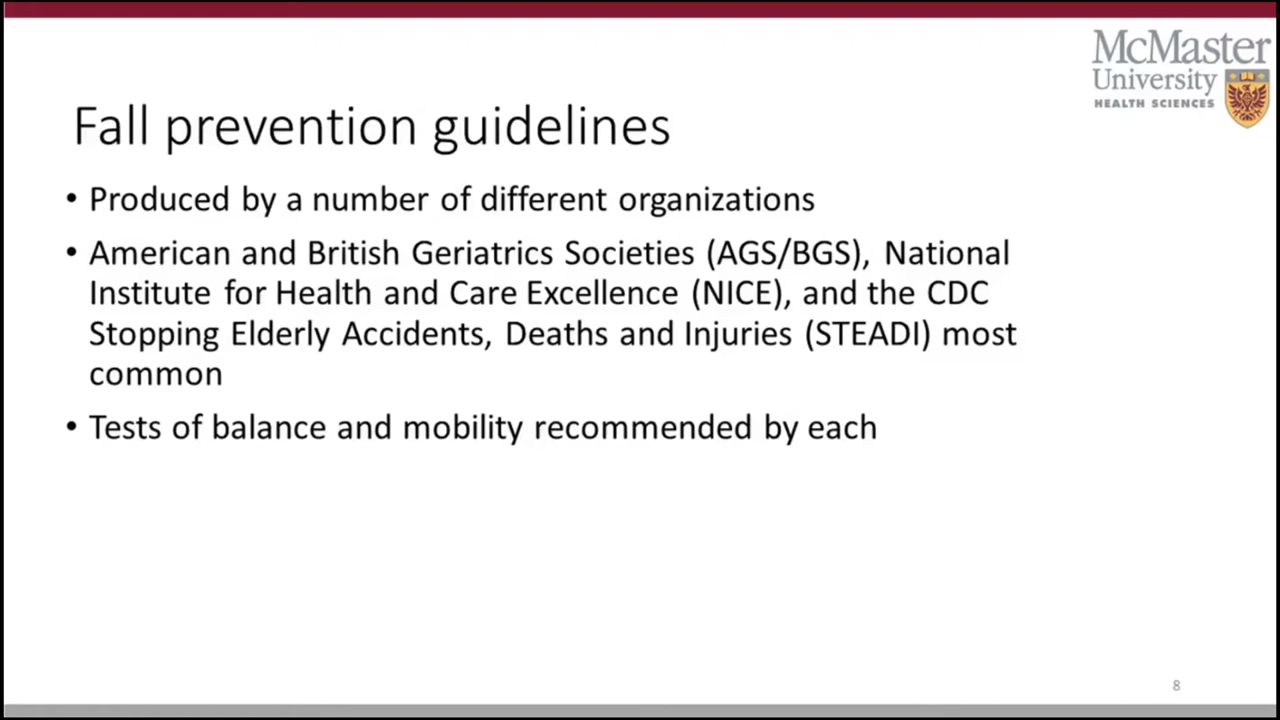 McMaster
University
HEALTH SCIENCES
Fall prevention guidelines
• Produced by a number of different organizations
• American and British Geriatrics Societies (AGS/BGS), National
Institute for Health and Care Excellence (NICE), and the CDC
Stopping Elderly Accidents, Deaths and Injuries (STEADI) most
common
• Tests of balance and mobility recommended by each
8